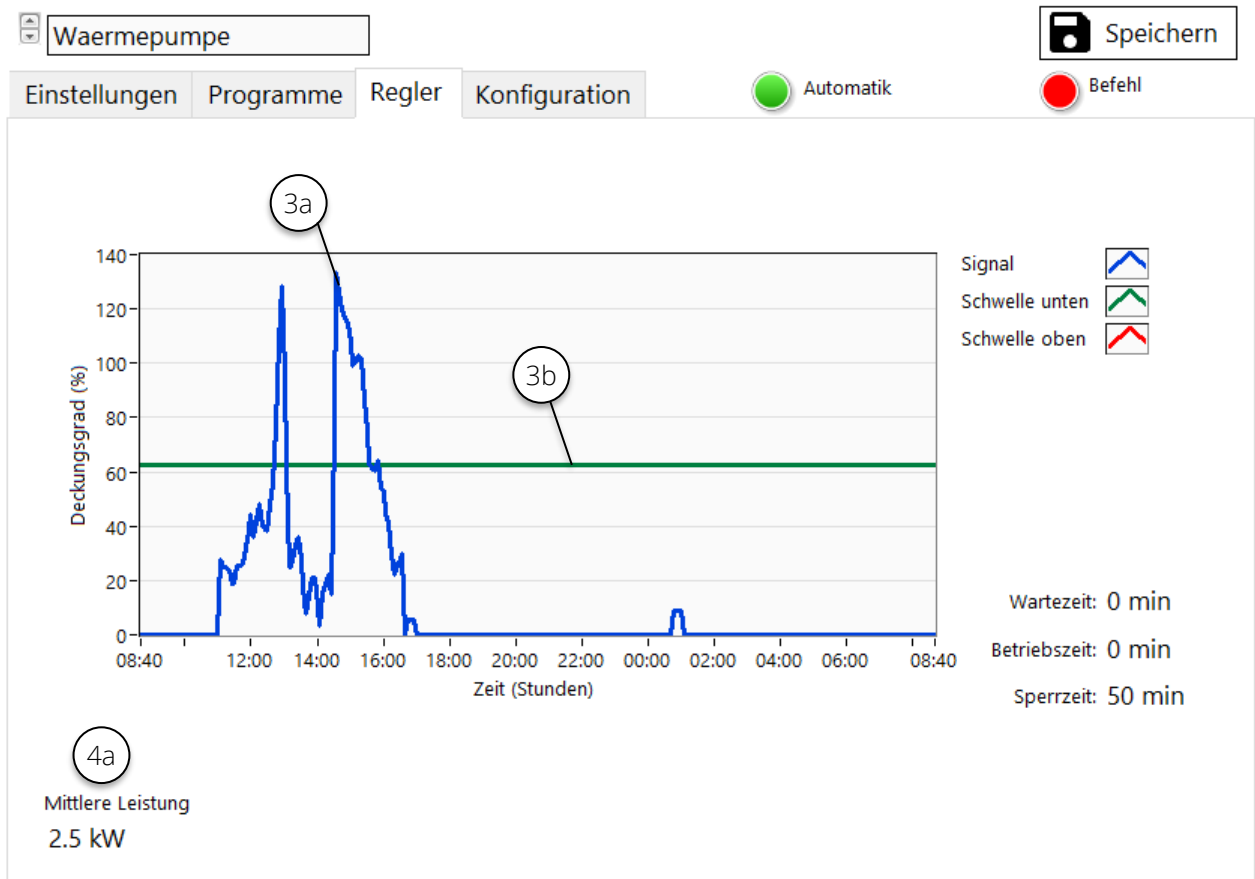 Waermepumpe
Speichern
Einstellungen Programme Regler Konfiguration
Automatik
Befehl
3a
140
120
100
80
60
40
20
0
Deckungsgrad (%)
3b
08:40 12:00 14:00 16:00 18:00 20:00 22:00 00:00 02:00 04:00 06:00 08:40
Zeit (Stunden)
Signal
Schwelle unten
Schwelle oben
Wartezeit: 0 min
Betriebszeit: 0 min
Sperrzeit: 50 min
4a
Mittlere Leistung
2.5 kW